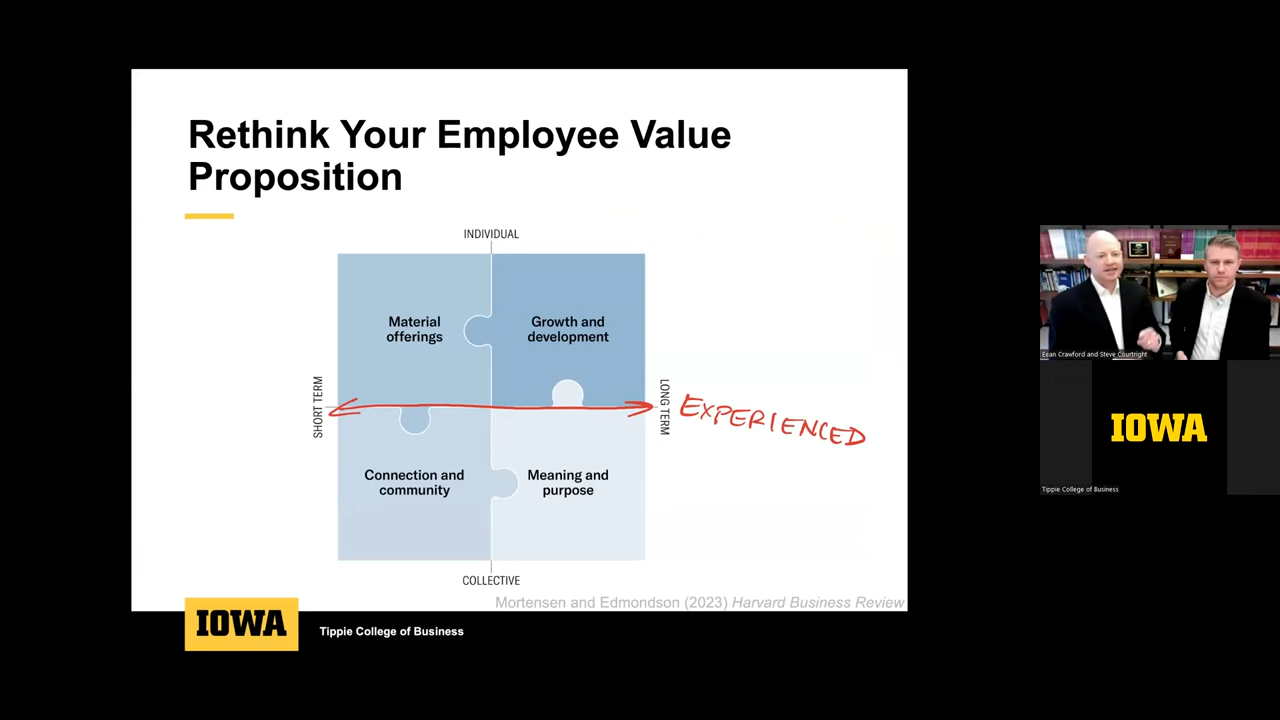 Rethink Your Employee Value
Proposition
INDIVIDUAL
Material
offerings
Growth and
development
SHORT TERM
LONG TERM
EXPERIENCED
Connection and
community
Meaning and
purpose
COLLECTIVE
Mortensen and Edmondson (2023) Harvard Business Review
IOWA
Tippie College of Business
Eean Crawford and Steve Courtright
IOWA
Tippie College of Business